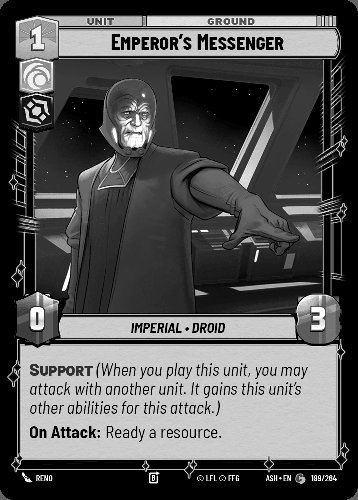 UNIT GROUND
1 EMPEROR'S MESSENGER
0 IMPERIAL • DROID 3
SUPPORT (When you play this unit, you may
attack with another unit. It gains this unit's
other abilities for this attack.)
On Attack: Ready a resource.
RENO B © LFL © FFG ASH • EN C 199/264